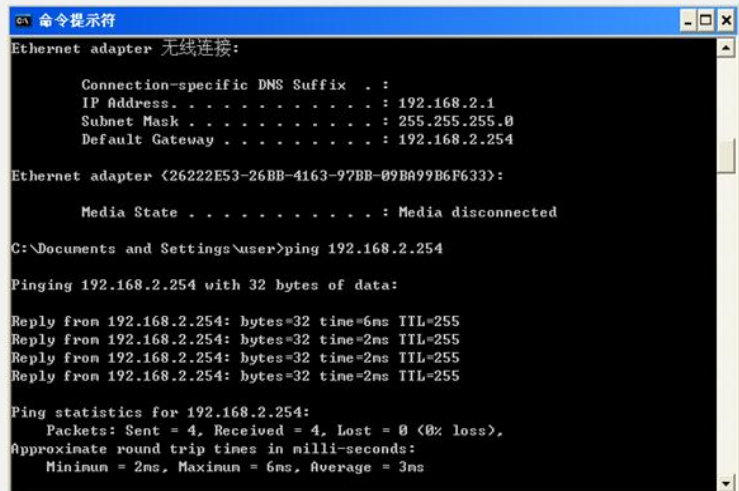 命令提示符
Ethernet adapter 无线连接:
Connection-specific DNS Suffix  . :
IP Address. . . . . . . . . . . . : 192.168.2.1
Subnet Mask . . . . . . . . . . . : 255.255.255.0
Default Gateway . . . . . . . . . : 192.168.2.254
Ethernet adapter {26222E53-26BB-4163-97BB-09BA99B6F633}:
Media State . . . . . . . . . . . : Media disconnected
C:\Documents and Settings\user>ping 192.168.2.254
Pinging 192.168.2.254 with 32 bytes of data:
Reply from 192.168.2.254: bytes=32 time=6ms TTL=255
Reply from 192.168.2.254: bytes=32 time=2ms TTL=255
Reply from 192.168.2.254: bytes=32 time=2ms TTL=255
Reply from 192.168.2.254: bytes=32 time=2ms TTL=255
Ping statistics for 192.168.2.254:
Packets: Sent = 4, Received = 4, Lost = 0 (0% loss),
Approximate round trip times in milli-seconds:
Minimum = 2ms, Maximum = 6ms, Average = 3ms